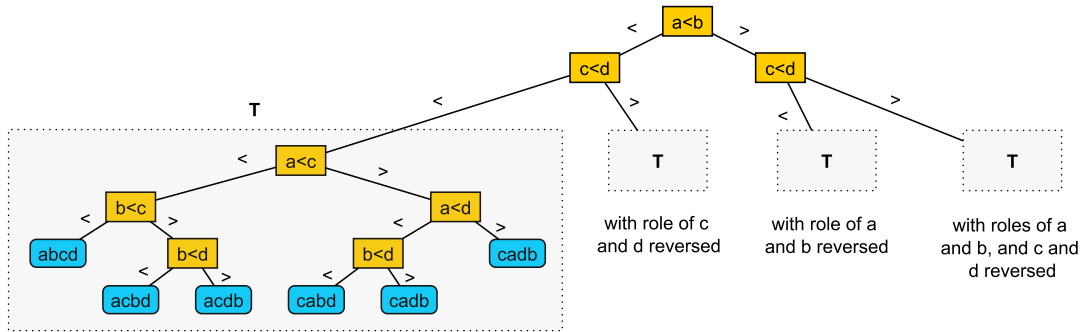 a<b
< >
c<d c<d
< > < >
T
a<c
< >
T T T
b<c a<d
< > < >
abcd b<d b<d cadb
< > < >
acbd acdb cabd cadb
with role of c
and d reversed
with role of a
and b reversed
with roles of a
and b, and c and
d reversed